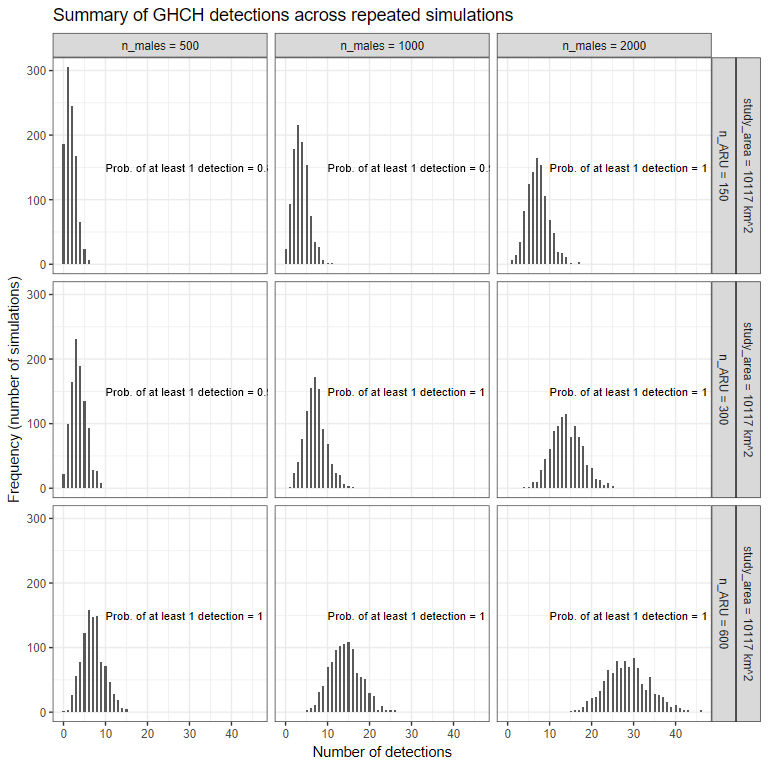 Summary of GHCH detections across repeated simulations
n_males = 500
n_males = 1000
n_males = 2000
300
200
100
0
Prob. of at least 1 detection = 0.
Prob. of at least 1 detection = 0.
Prob. of at least 1 detection = 1
n_ARU = 150
study_area = 10117 km^2
300
200
100
0
Prob. of at least 1 detection = 0.
Prob. of at least 1 detection = 1
Prob. of at least 1 detection = 1
n_ARU = 300
study_area = 10117 km^2
300
200
100
0
Prob. of at least 1 detection = 1
Prob. of at least 1 detection = 1
Prob. of at least 1 detection = 1
n_ARU = 600
study_area = 10117 km^2
0 10 20 30 40
0 10 20 30 40
0 10 20 30 40
Number of detections
Frequency (number of simulations)